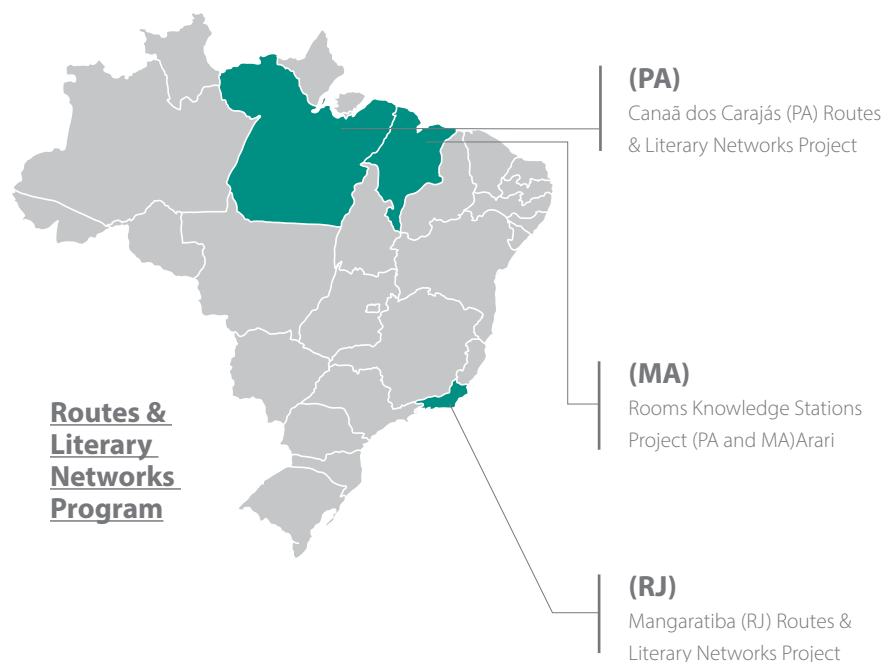 (PA)
Canaã dos Carajás (PA) Routes
& Literary Networks Project
(MA)
Rooms Knowledge Stations
Project (PA and MA)Arari
Routes &
Literary
Networks
Program
(RJ)
Mangaratiba (RJ) Routes &
Literary Networks Project